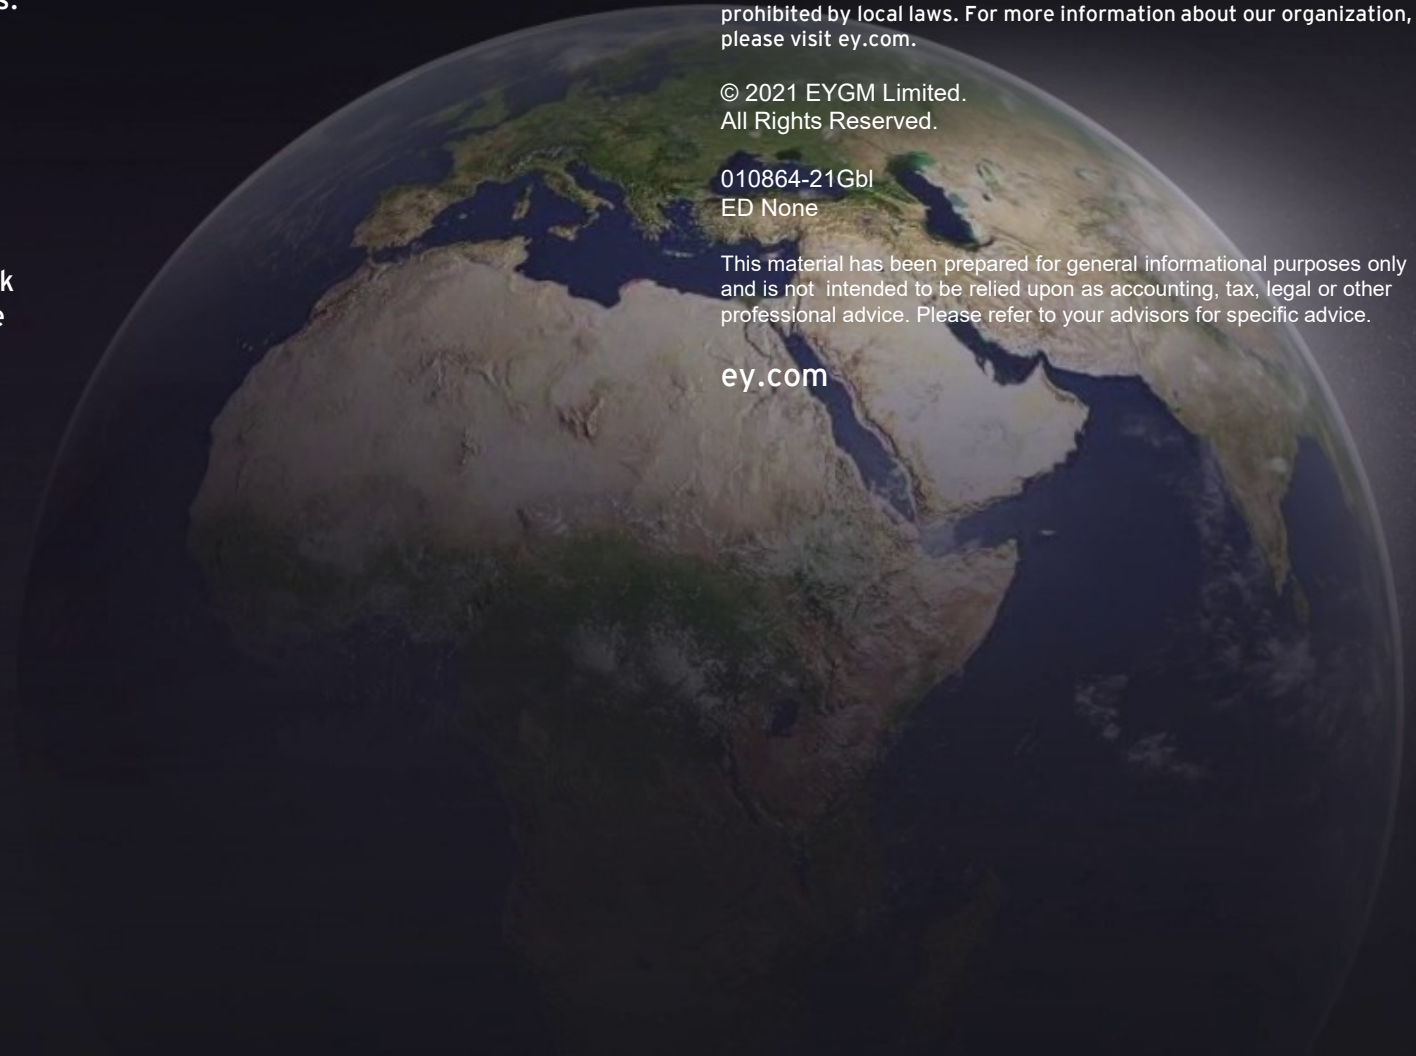 s.
k
e
prohibited by local laws. For more information about our organization,
please visit ey.com.
© 2021 EYGM Limited.
All Rights Reserved.
010864-21Gbl
ED None
This material has been prepared for general informational purposes only
and is not intended to be relied upon as accounting, tax, legal or other
professional advice. Please refer to your advisors for specific advice.
ey.com